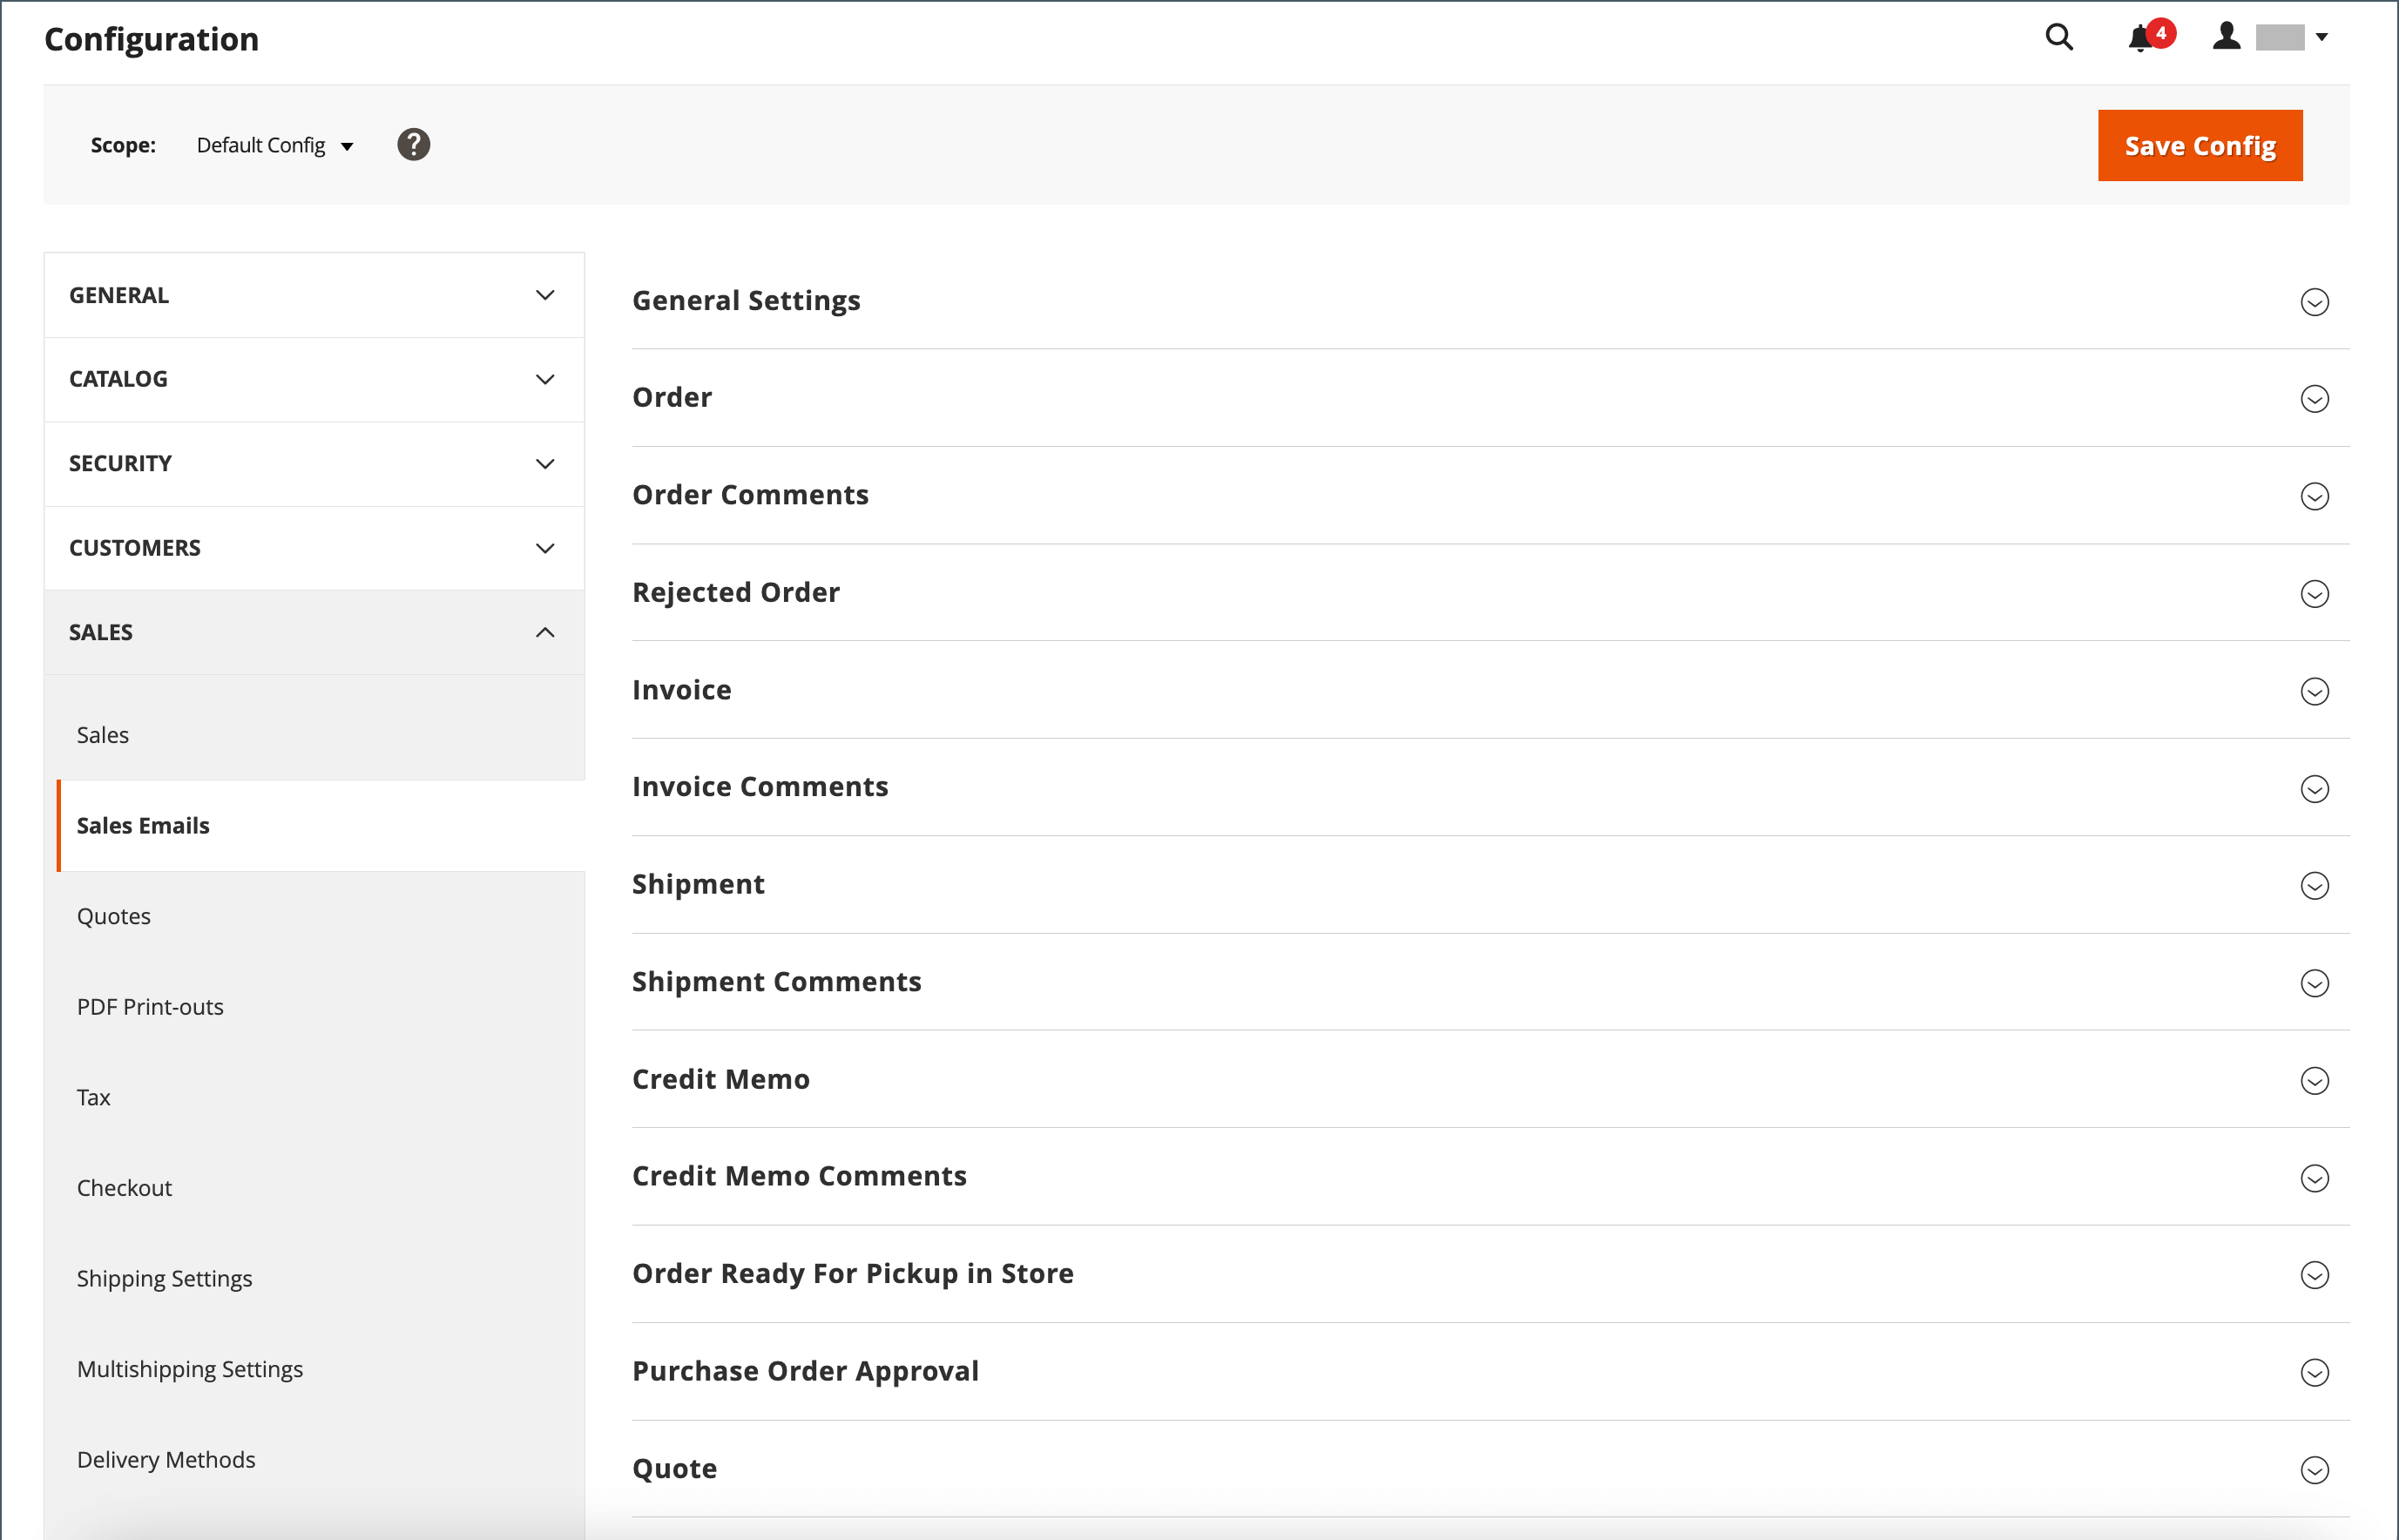 Configuration
4
Scope: Default Config ?
Save Config
GENERAL
CATALOG
SECURITY
CUSTOMERS
SALES
Sales
Sales Emails
Quotes
PDF Print-outs
Tax
Checkout
Shipping Settings
Multishipping Settings
Delivery Methods
General Settings
Order
Order Comments
Rejected Order
Invoice
Invoice Comments
Shipment
Shipment Comments
Credit Memo
Credit Memo Comments
Order Ready For Pickup in Store
Purchase Order Approval
Quote